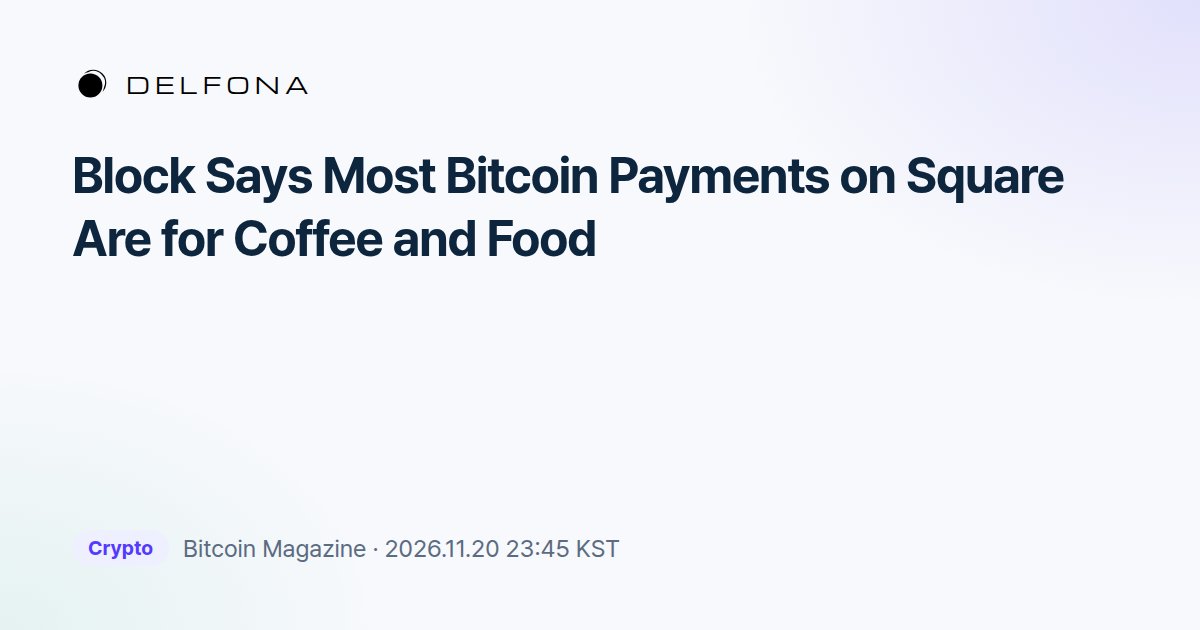 DELFONA
Block Says Most Bitcoin Payments on Square
Are for Coffee and Food
Crypto Bitcoin Magazine · 2026.11.20 23:45 KST